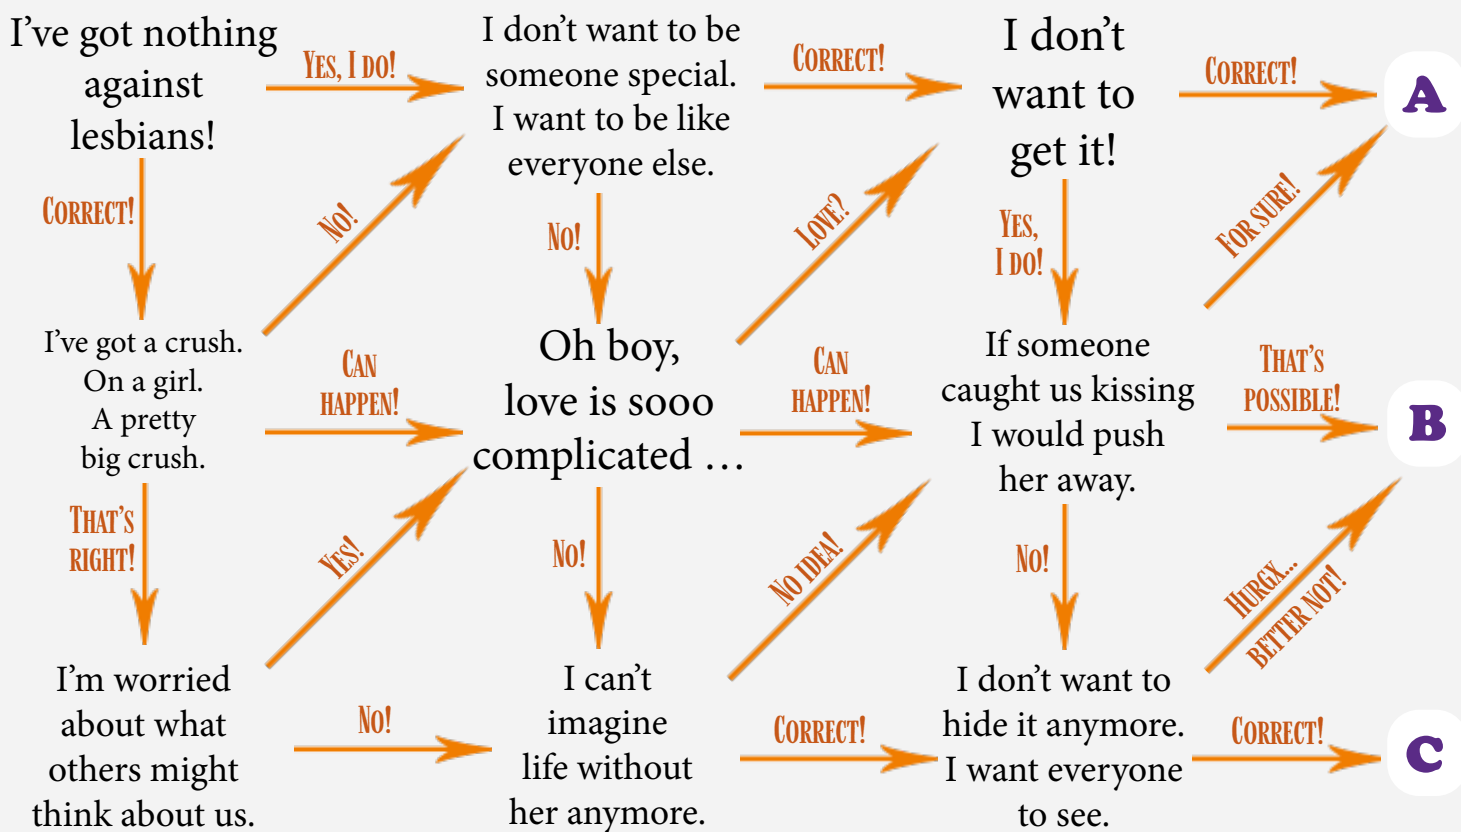 I've got nothing
against
lesbians!
YES, I DO!
I don't want to be
someone special.
I want to be like
everyone else.
CORRECT!
I don't
want to
get it!
CORRECT!
A
CORRECT!
NO!
NO!
LOVE?
YES,
I DO!
FOR SURE!
I've got a crush.
On a girl.
A pretty
big crush.
CAN
HAPPEN!
Oh boy,
love is sooo
complicated …
CAN
HAPPEN!
If someone
caught us kissing
I would push
her away.
THAT'S
POSSIBLE!
B
THAT'S
RIGHT!
YES!
NO!
NO IDEA!
NO!
HURGX...
BETTER NOT!
I'm worried
about what
others might
think about us.
NO!
I can't
imagine
life without
her anymore.
CORRECT!
I don't want to
hide it anymore.
I want everyone
to see.
CORRECT!
C